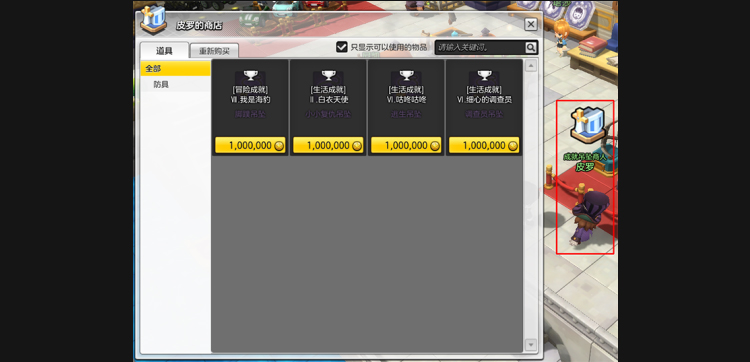 皮罗的商店
道具
重新购买
只显示可以使用的物品
请输入关键词。
全部
防具
[冒险成就]
Ⅶ.我是海豹
1,000,000
[生活成就]
Ⅱ.白衣天使
1,000,000
[生活成就]
Ⅵ.咕咚咕咚
1,000,000
[生活成就]
Ⅵ.细心的调查员
1,000,000
成就吊坠商人
皮罗